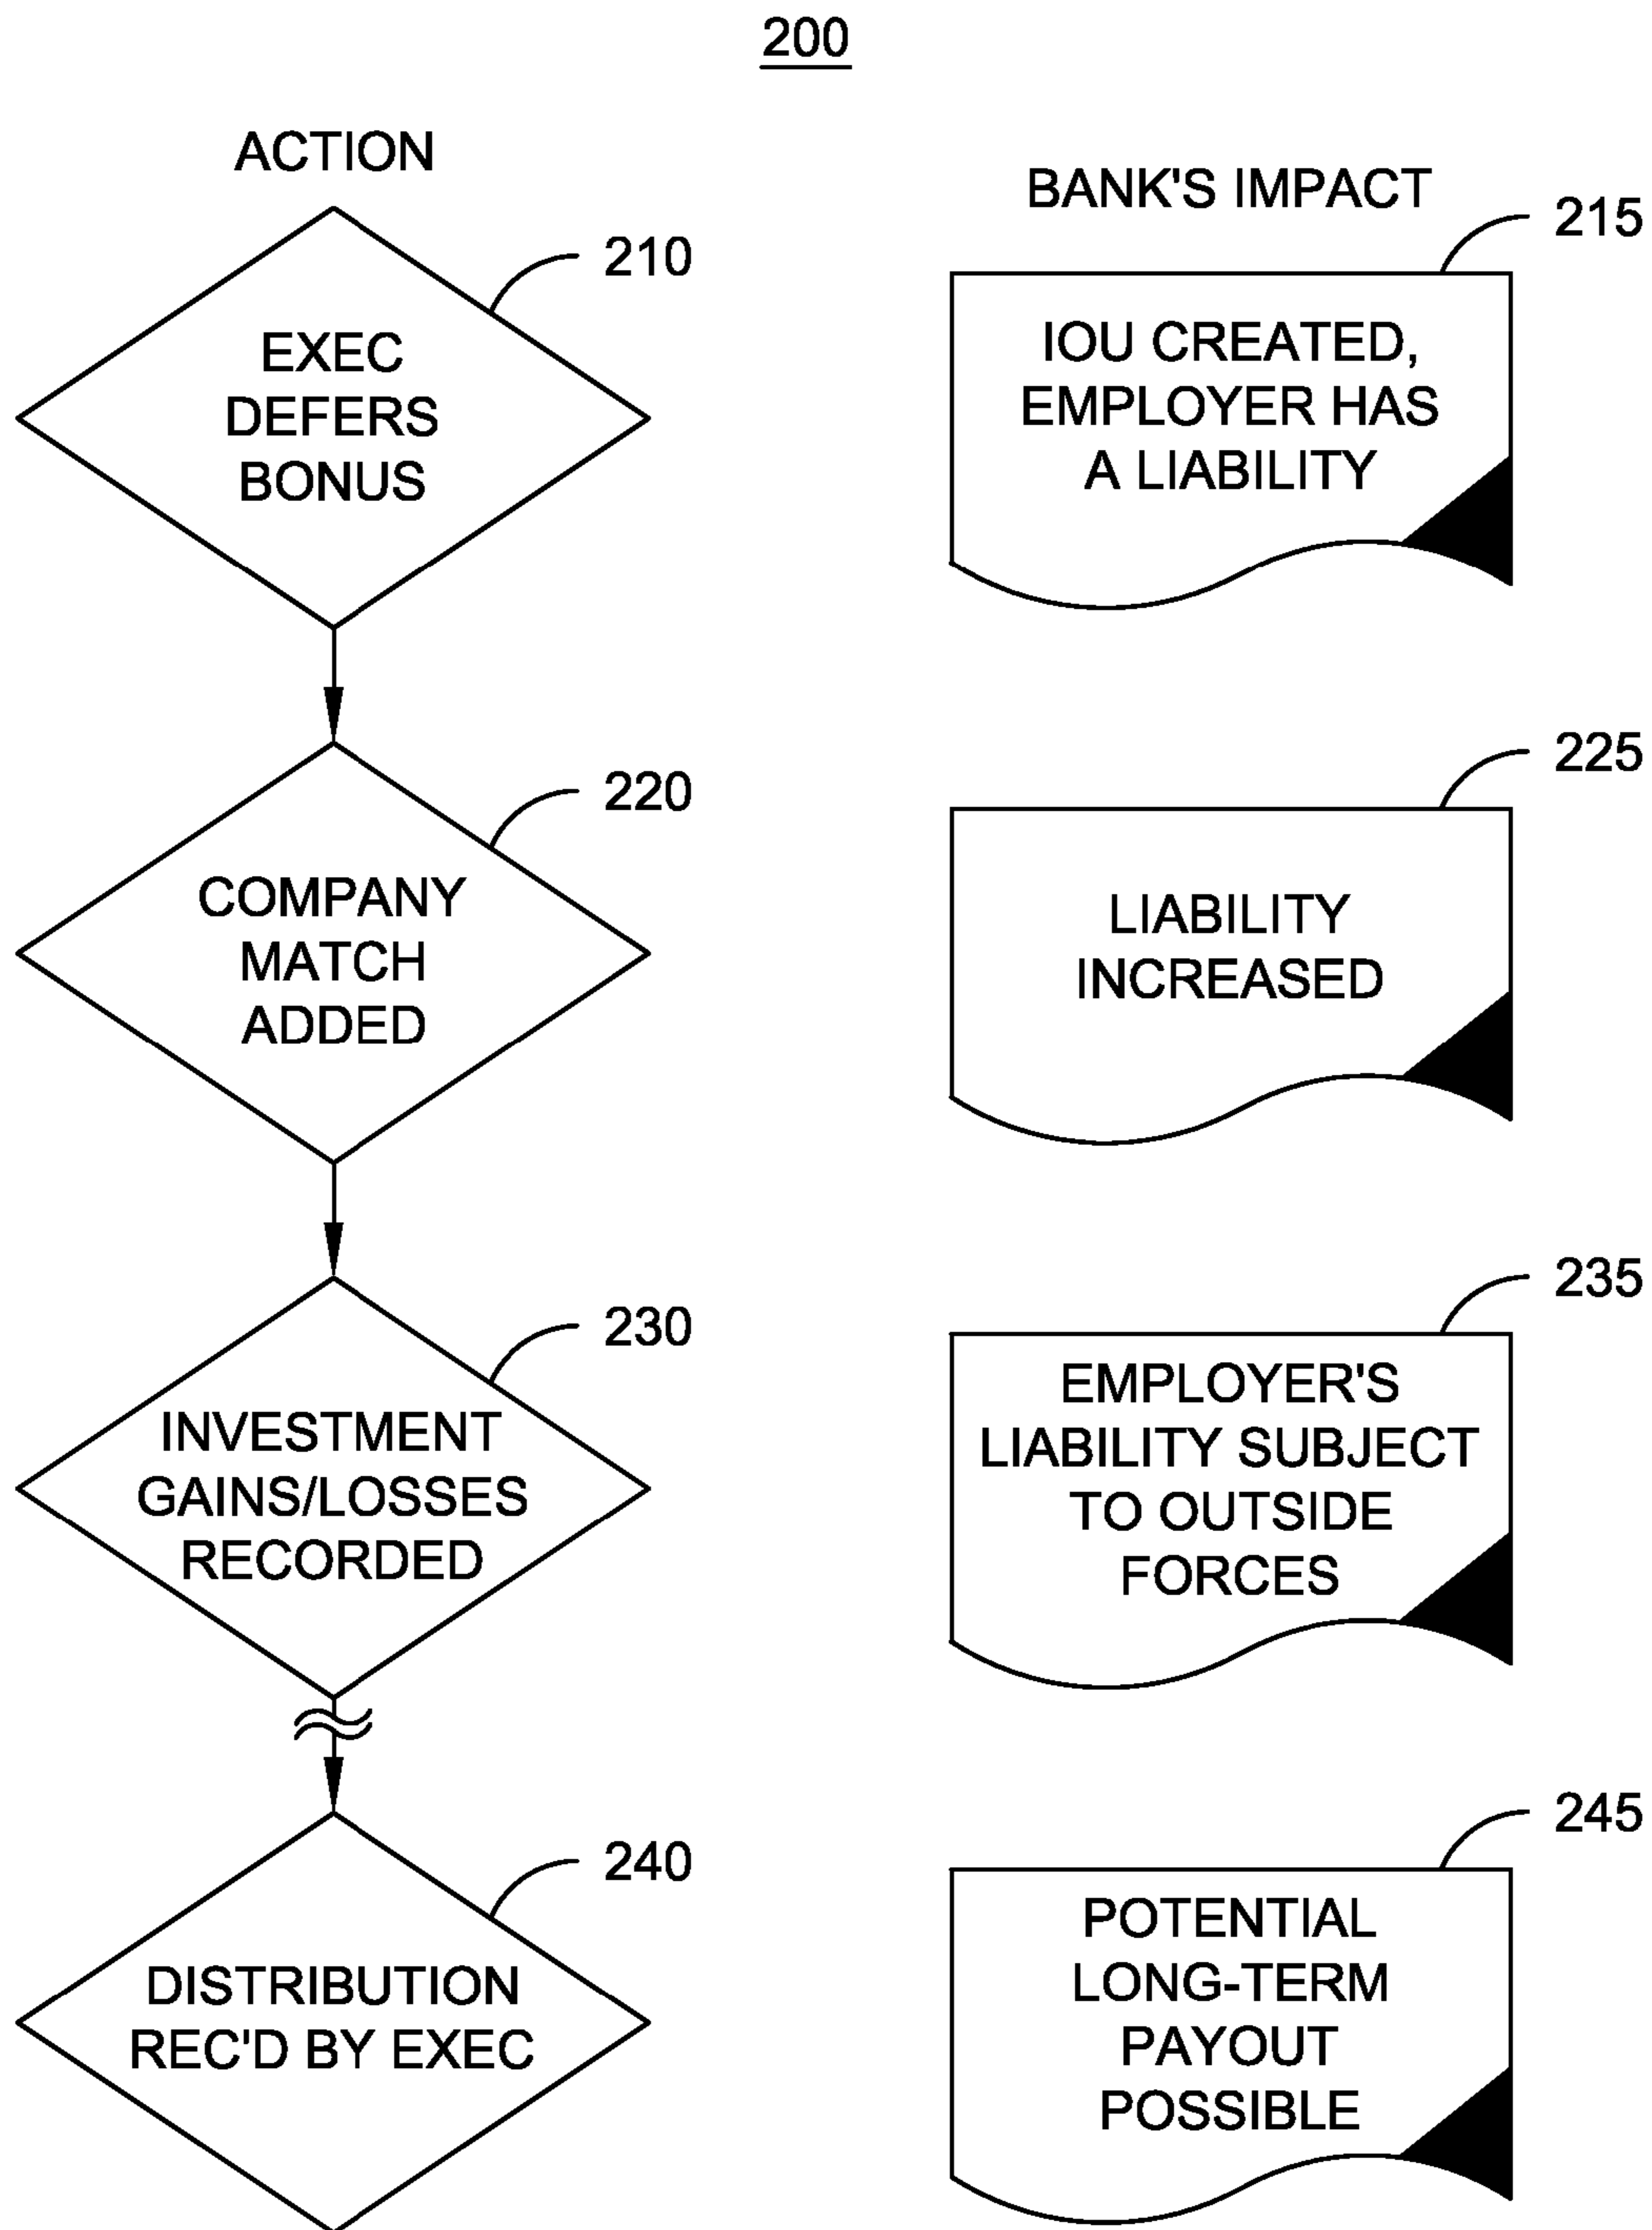 200
ACTION
BANK'S IMPACT
210
EXEC
DEFERS
BONUS
215
IOU CREATED,
EMPLOYER HAS
A LIABILITY
220
COMPANY
MATCH
ADDED
225
LIABILITY
INCREASED
230
INVESTMENT
GAINS/LOSSES
RECORDED
235
EMPLOYER'S
LIABILITY SUBJECT
TO OUTSIDE
FORCES
240
DISTRIBUTION
REC'D BY EXEC
245
POTENTIAL
LONG-TERM
PAYOUT
POSSIBLE